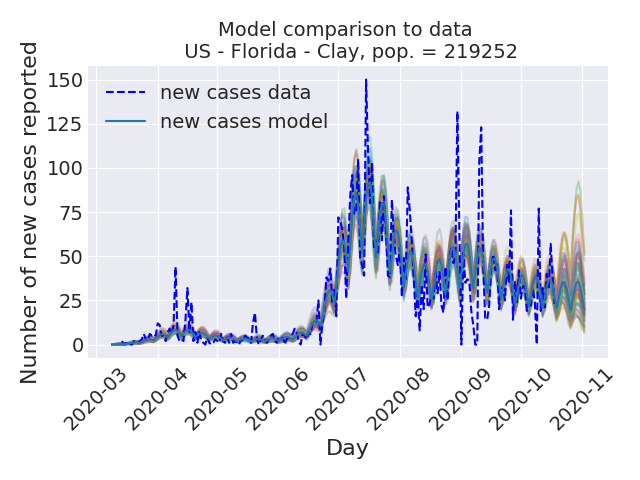 Model comparison to data
US - Florida - Clay, pop. = 219252
Number of new cases reported
150
125
100
75
50
25
0
new cases data
new cases model
2020-03
2020-04
2020-05
2020-06
2020-07
2020-08
2020-09
2020-10
2020-11
Day